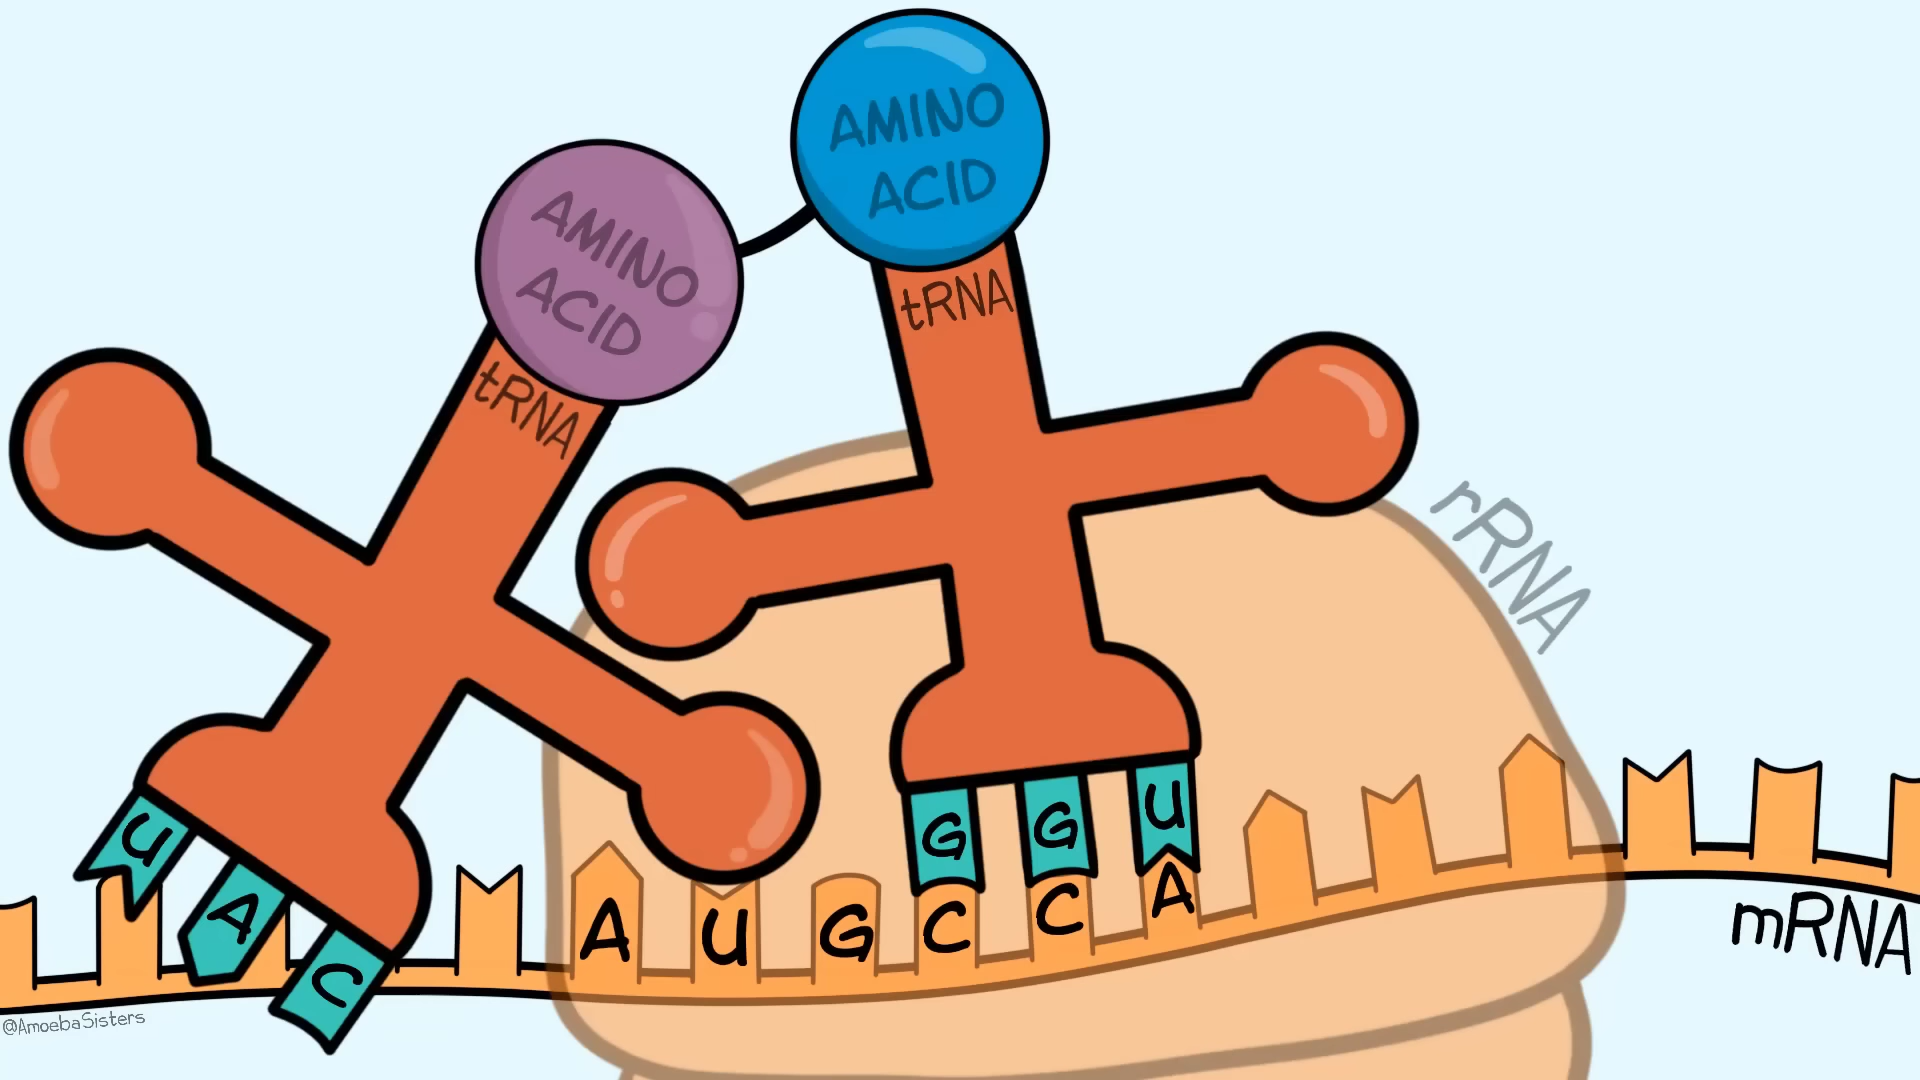 AMINO
ACID
tRNA
AMINO
ACID
tRNA
rRNA
U A C
G G U
A U G C C A
mRNA
@AmoebaSisters